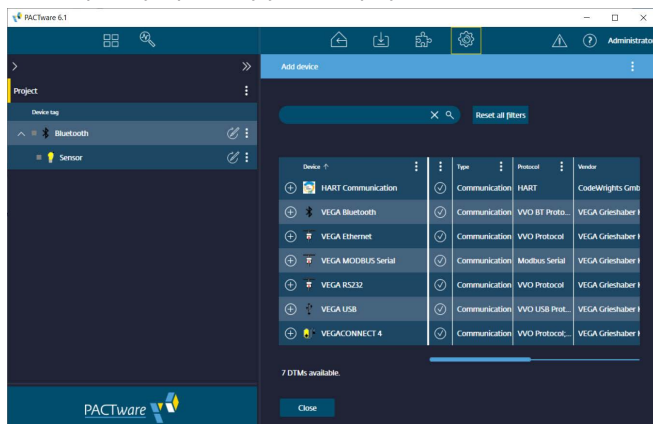 PACTware 6.1
Administrato
Add device
Project
Device tag
Bluetooth
Sensor
Reset all filters
Device Type Protocol Vendor
HART Communication Communication HART CodeWrights Gmb
VEGA Bluetooth Communication VVO BT Proto... VEGA Grieshaber K
VEGA Ethernet Communication VVO Protocol VEGA Grieshaber K
VEGA MODBUS Serial Communication Modbus Serial VEGA Grieshaber K
VEGA RS232 Communication VVO Protocol VEGA Grieshaber K
VEGA USB Communication VVO USB Prot... VEGA Grieshaber K
VEGACONNECT 4 Communication VVO Protocol;... VEGA Grieshaber K
7 DTMs available.
Close
PACTware